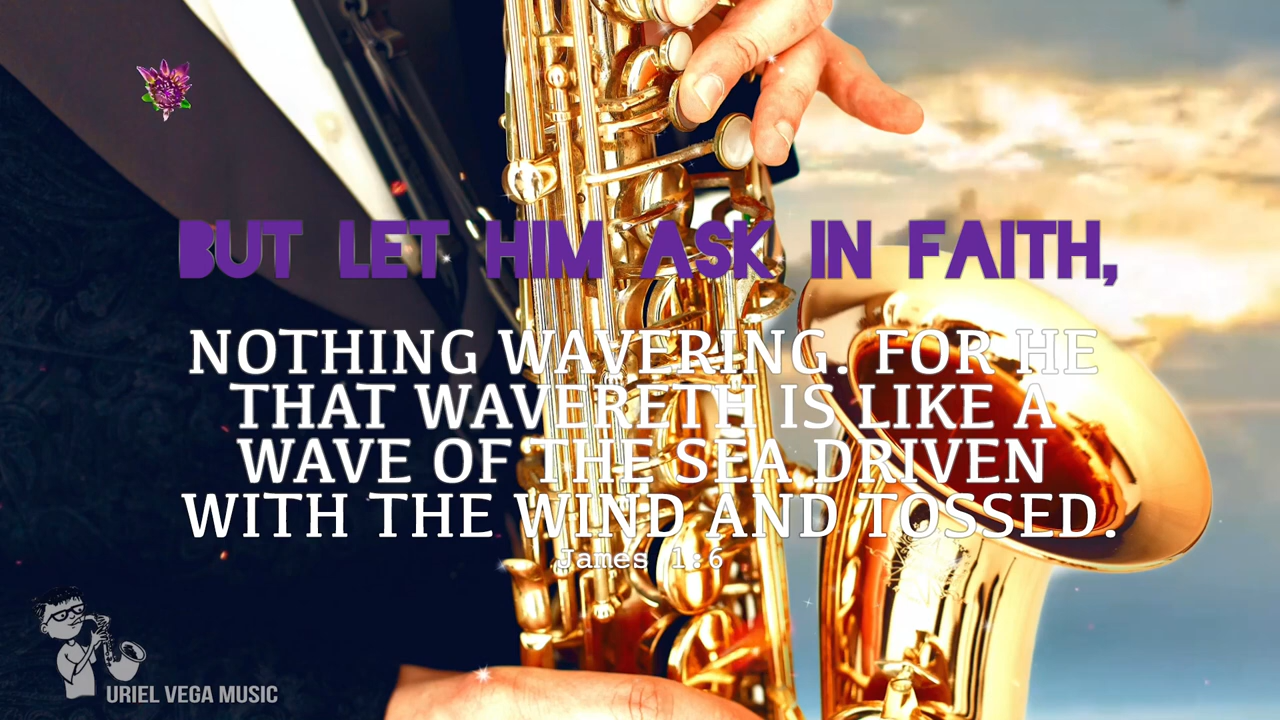 BUT LET HIM ASK IN FAITH,
NOTHING WAVERING. FOR HE
THAT WAVERETH IS LIKE A
WAVE OF THE SEA DRIVEN
WITH THE WIND AND TOSSED.
James 1:6
URIEL VEGA MUSIC